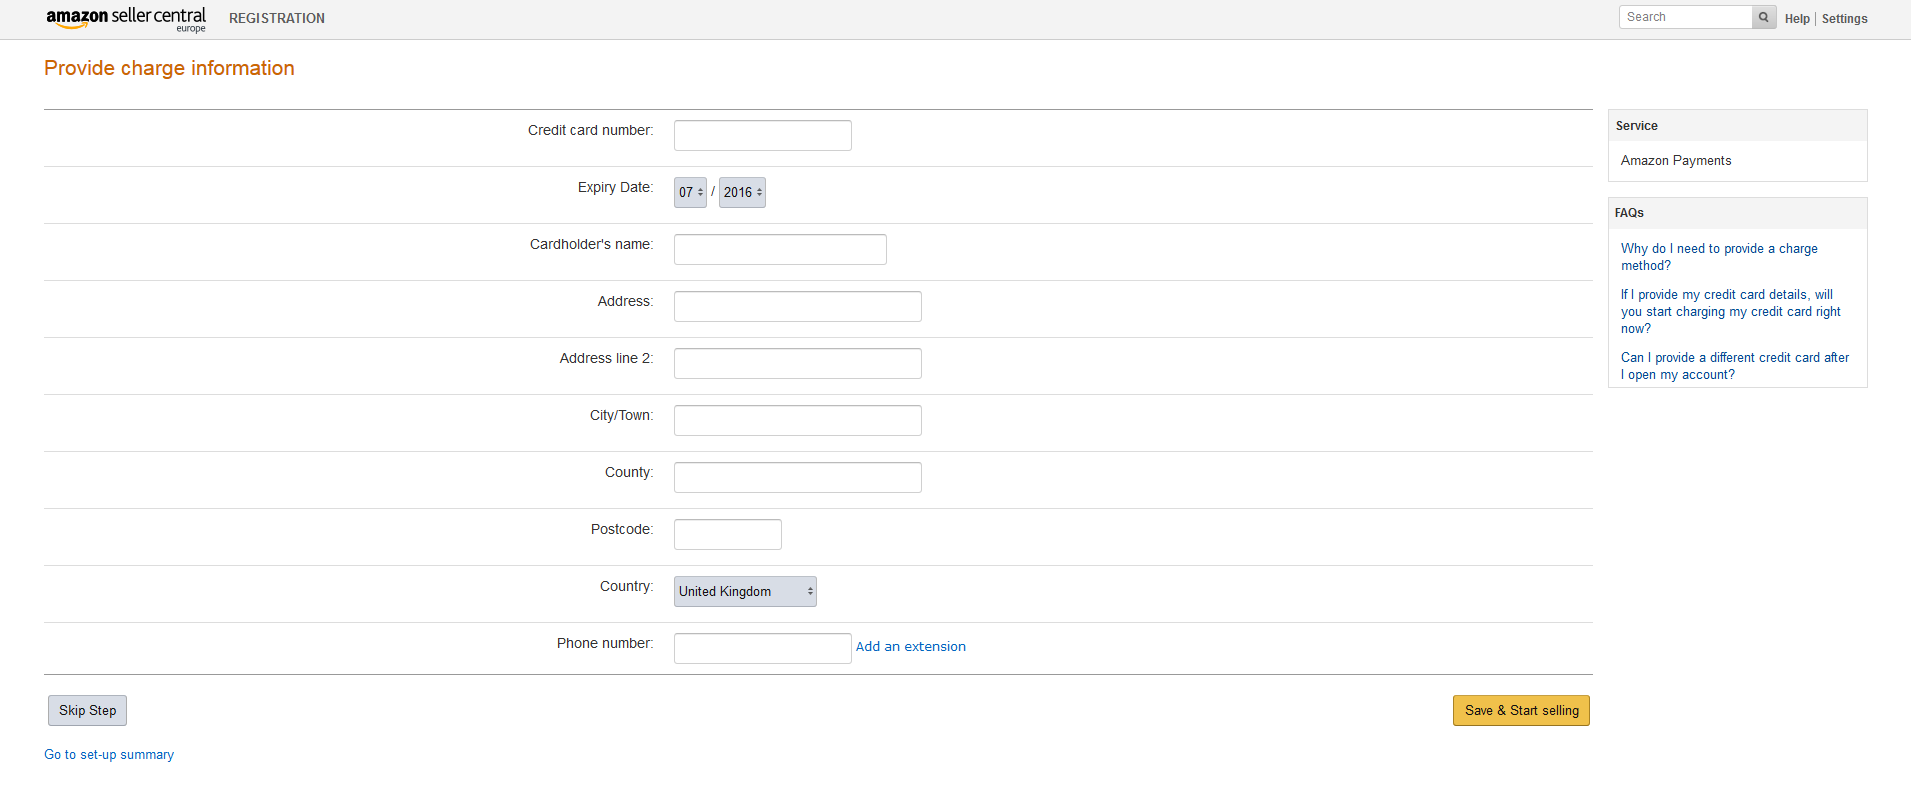 amazon seller central
europe
REGISTRATION
Search
Help | Settings
Provide charge information
Credit card number:
Expiry Date: 07 / 2016
Cardholder's name:
Address:
Address line 2:
City/Town:
County:
Postcode:
Country: United Kingdom
Phone number: Add an extension
Skip Step
Save & Start selling
Go to set-up summary
Service
Amazon Payments
FAQs
Why do I need to provide a charge
method?
If I provide my credit card details, will
you start charging my credit card right
now?
Can I provide a different credit card after
I open my account?